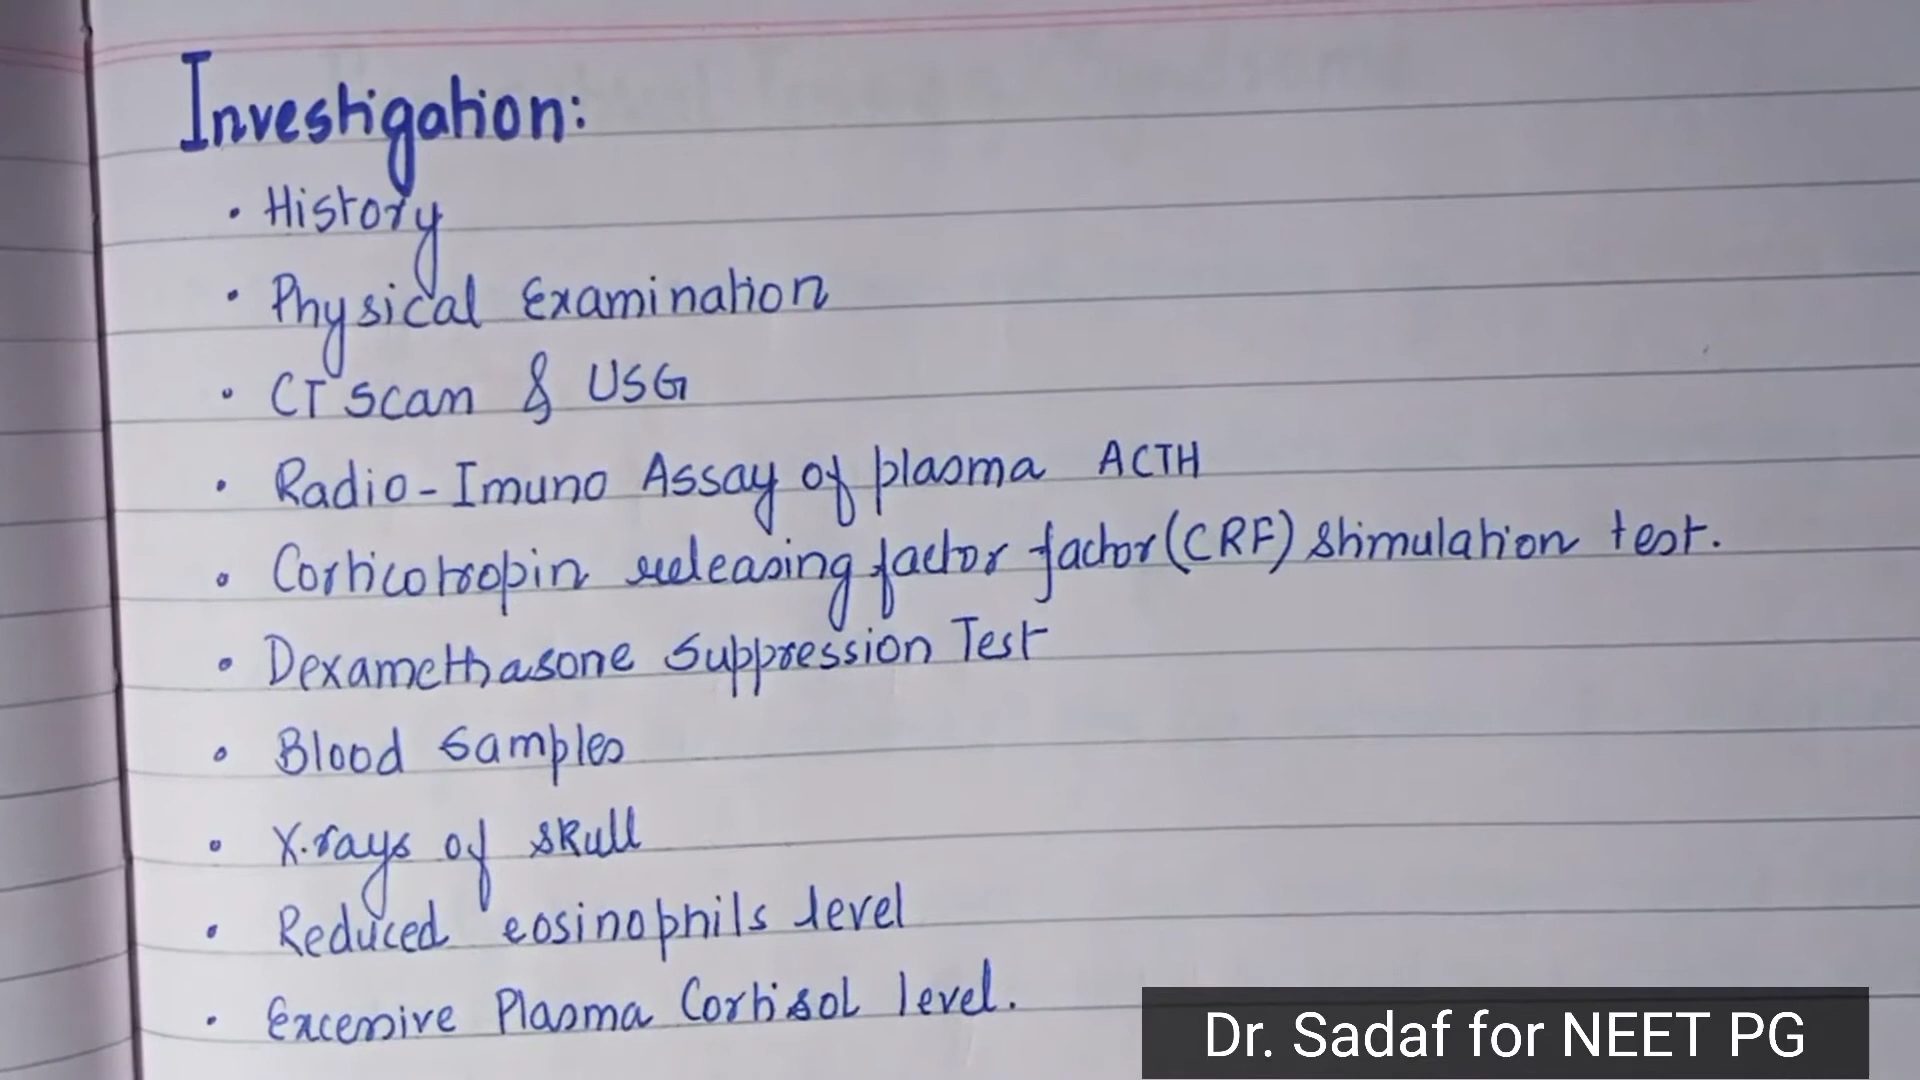 Investigation:
• History
• Physical Examination
• CT scan & USG
• Radio-Imuno Assay of plasma ACTH
• Corticotropin releasing factor factor (CRF) stimulation test.
• Dexamethasone Suppression Test
• Blood Samples
• X-rays of skull
• Reduced eosinophils level
• Excessive Plasma Cortisol level.
Dr. Sadaf for NEET PG